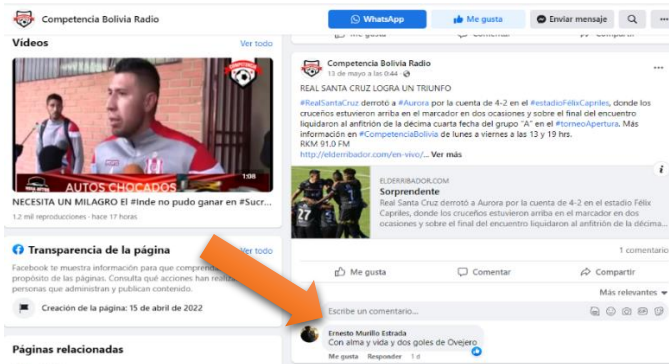 Competencia Bolivia Radio
WhatsApp
Me gusta
Enviar mensaje
Videos
Ver todo
AUTOS CHOCADOS
1:08
NECESITA UN MILAGRO El #Inde no pudo ganar en #Sucr...
1.2 mil reproducciones · hace 17 horas
Transparencia de la página
Ver todo
Facebook te muestra información para que comprend
propósito de las páginas. Consulta qué acciones han realiz
personas que administran y publican contenido.
Creación de la página: 15 de abril de 2022
Páginas relacionadas
Competencia Bolivia Radio
13 de mayo a las 0:44
REAL SANTA CRUZ LOGRA UN TRIUNFO
#RealSantaCruz derrotó a #Aurora por la cuenta de 4-2 en el #estadioFélixCapriles, donde los
cruceños estuvieron arriba en el marcador en dos ocasiones y sobre el final del encuentro
liquidaron al anfitrión de la décima cuarta fecha del grupo "A" en el #torneoApertura. Más
información en #CompetenciaBolivia de lunes a viernes a las 13 y 19 hrs.
RKM 91.0 FM
http://elderribador.com/en-vivo/... Ver más
ELDERRIBADOR.COM
Sorprendente
Real Santa Cruz derrotó a Aurora por la cuenta de 4-2 en el estadio Félix
Capriles, donde los cruceños estuvieron arriba en el marcador en dos
ocasiones y sobre el final del encuentro liquidaron al anfitrión de la décima...
1 comentario
Me gusta
Comentar
Compartir
Más relevantes
Escribe un comentario...
Ernesto Murillo Estrada
Con alma y vida y dos goles de Ovejero
Me gusta Responder 1 d